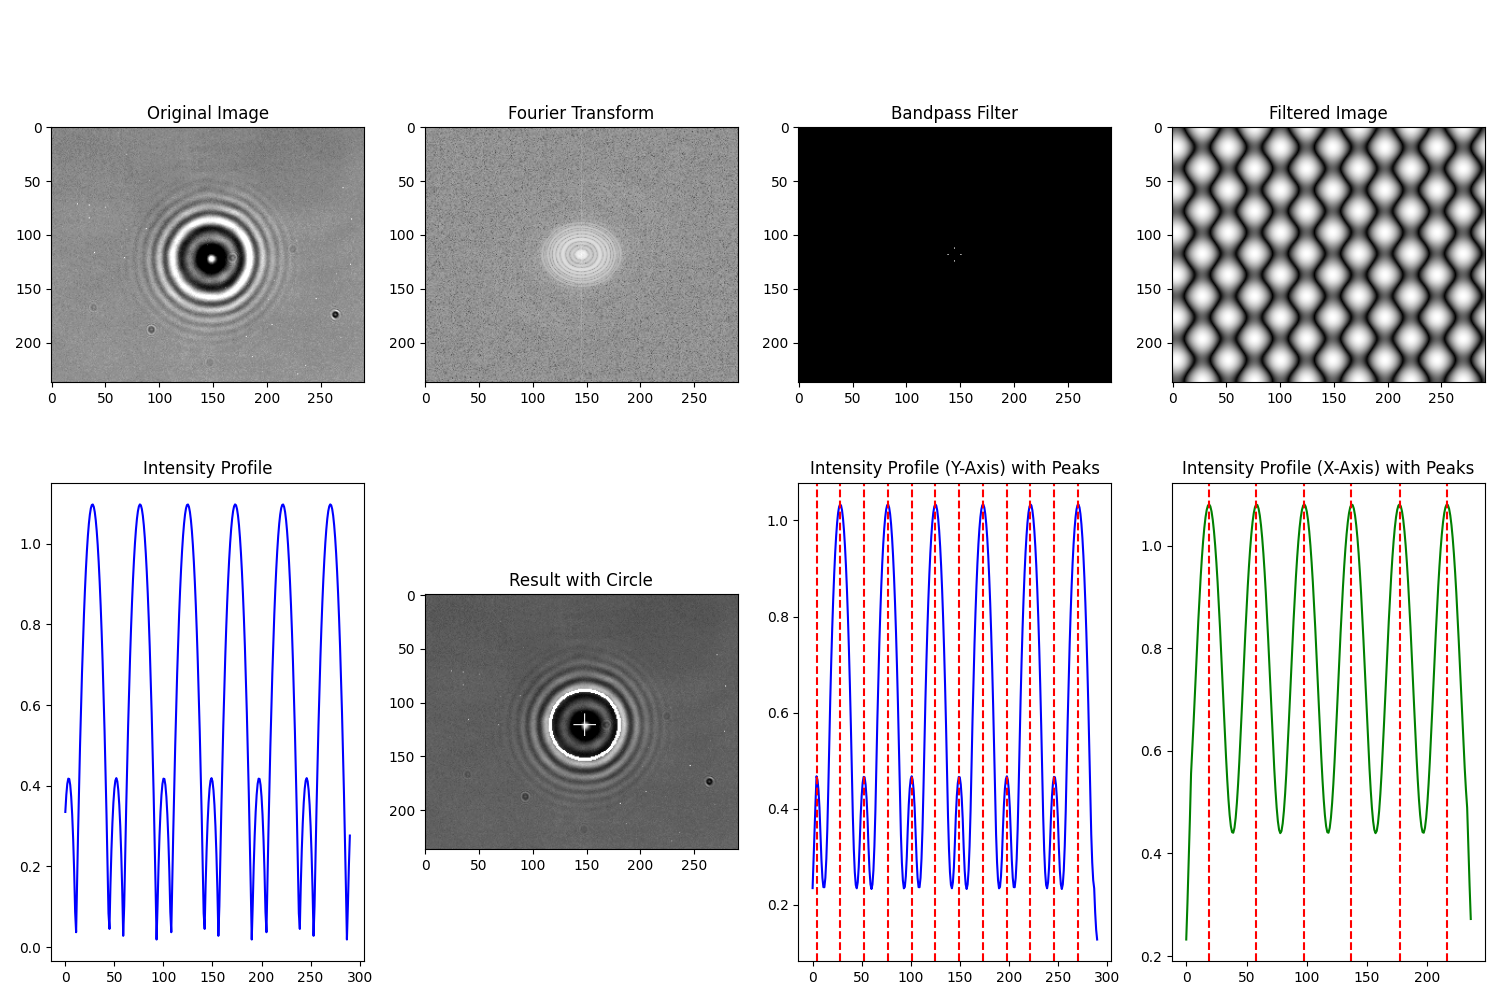 Original Image
0
50
100
150
200
0 50 100 150 200 250
Fourier Transform
0
50
100
150
200
0 50 100 150 200 250
Bandpass Filter
0
50
100
150
200
0 50 100 150 200 250
Filtered Image
0
50
100
150
200
0 50 100 150 200 250
Intensity Profile
1.0
0.8
0.6
0.4
0.2
0.0
0 50 100 150 200 250 300
Result with Circle
0
50
100
150
200
0 50 100 150 200 250
Intensity Profile (Y-Axis) with Peaks
1.0
0.8
0.6
0.4
0.2
0 50 100 150 200 250 300
Intensity Profile (X-Axis) with Peaks
1.0
0.8
0.6
0.4
0.2
0 50 100 150 200